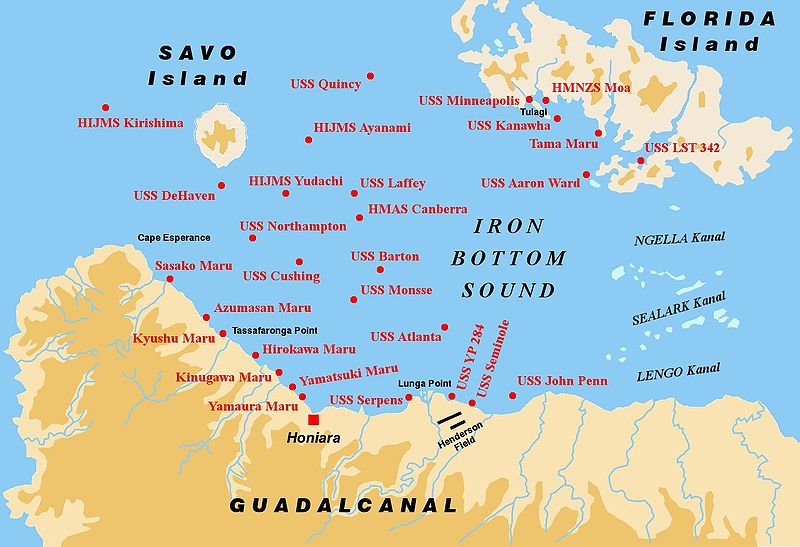 FLORIDA
Island
SAVO
Island
USS Quincy
HMNZS Moa
USS Minneapolis
Tulagi
HIJMS Kirishima
HIJMS Ayanami
USS Kanawha
Tama Maru
USS LST 342
HIJMS Yudachi
USS Laffey
USS Aaron Ward
USS DeHaven
HMAS Canberra
USS Northampton
IRON
BOTTOM
SOUND
Cape Esperance
NGELLA Kanal
USS Barton
Sasako Maru
USS Cushing
USS Monsse
SEALARK Kanal
Azumasan Maru
Tassafaronga Point
Kyushu Maru
USS Atlanta
Hirokawa Maru
LENGO Kanal
Kinugawa Maru
Yamatsuki Maru
Lunga Point
USS YP 284
USS Seminole
USS John Penn
Yamaura Maru
USS Serpens
Honiara
Henderson
Field
GUADALCANAL